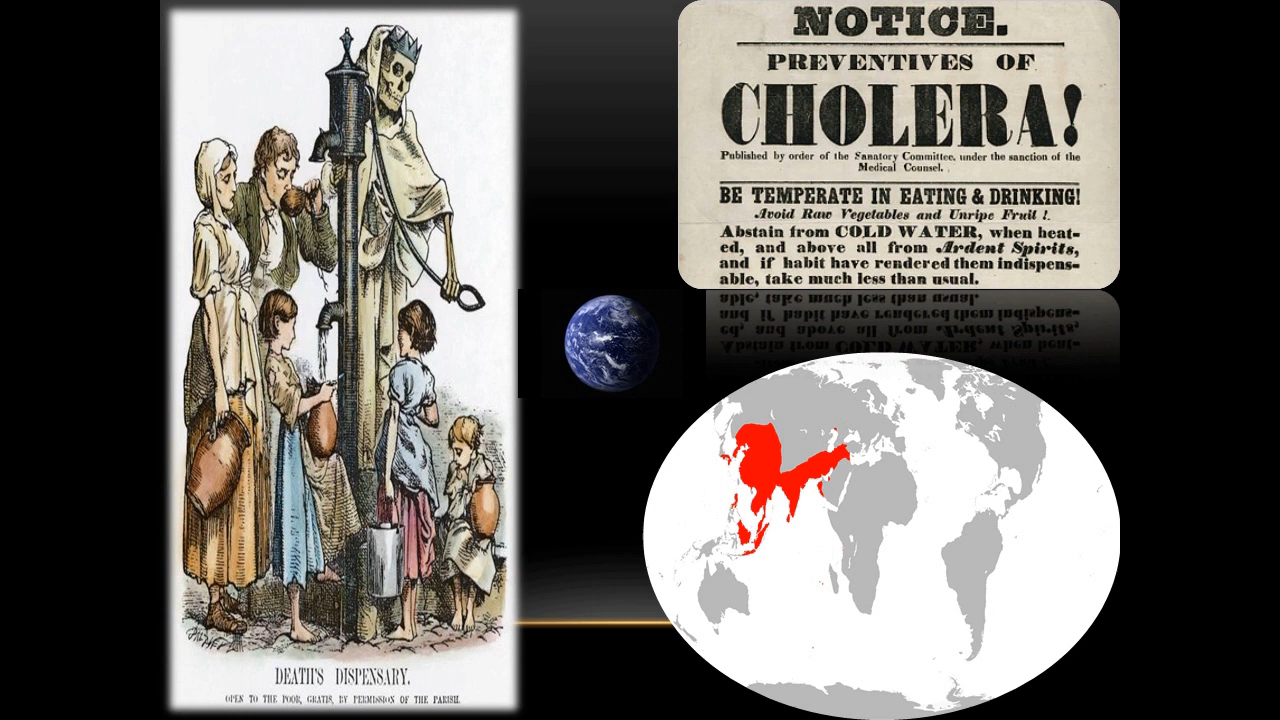 DEATH'S DISPENSARY.
OPEN TO THE POOR, GRATIS, BY PERMISSION OF THE PARISH.
NOTICE.
PREVENTIVES OF
CHOLERA!
Published by order of the Sanatory Committee, under the sanction of the
Medical Counsel.
BE TEMPERATE IN EATING & DRINKING!
Avoid Raw Vegetables and Unripe Fruit !.
Abstain from COLD WATER, when heat-
ed, and above all from Ardent Spirits,
and if habit have rendered them indispens-
able, take much less than usual.